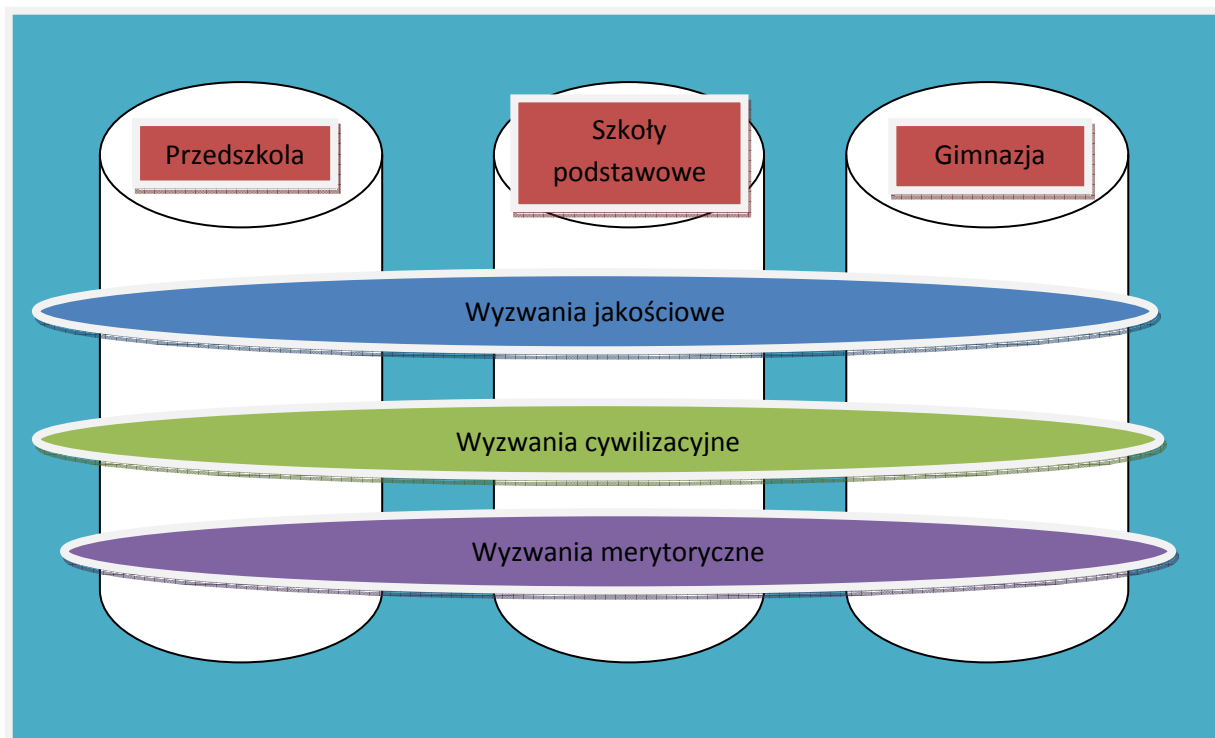 Przedszkola
Szkoły
podstawowe
Gimnazja
Wyzwania jakościowe
Wyzwania cywilizacyjne
Wyzwania merytoryczne